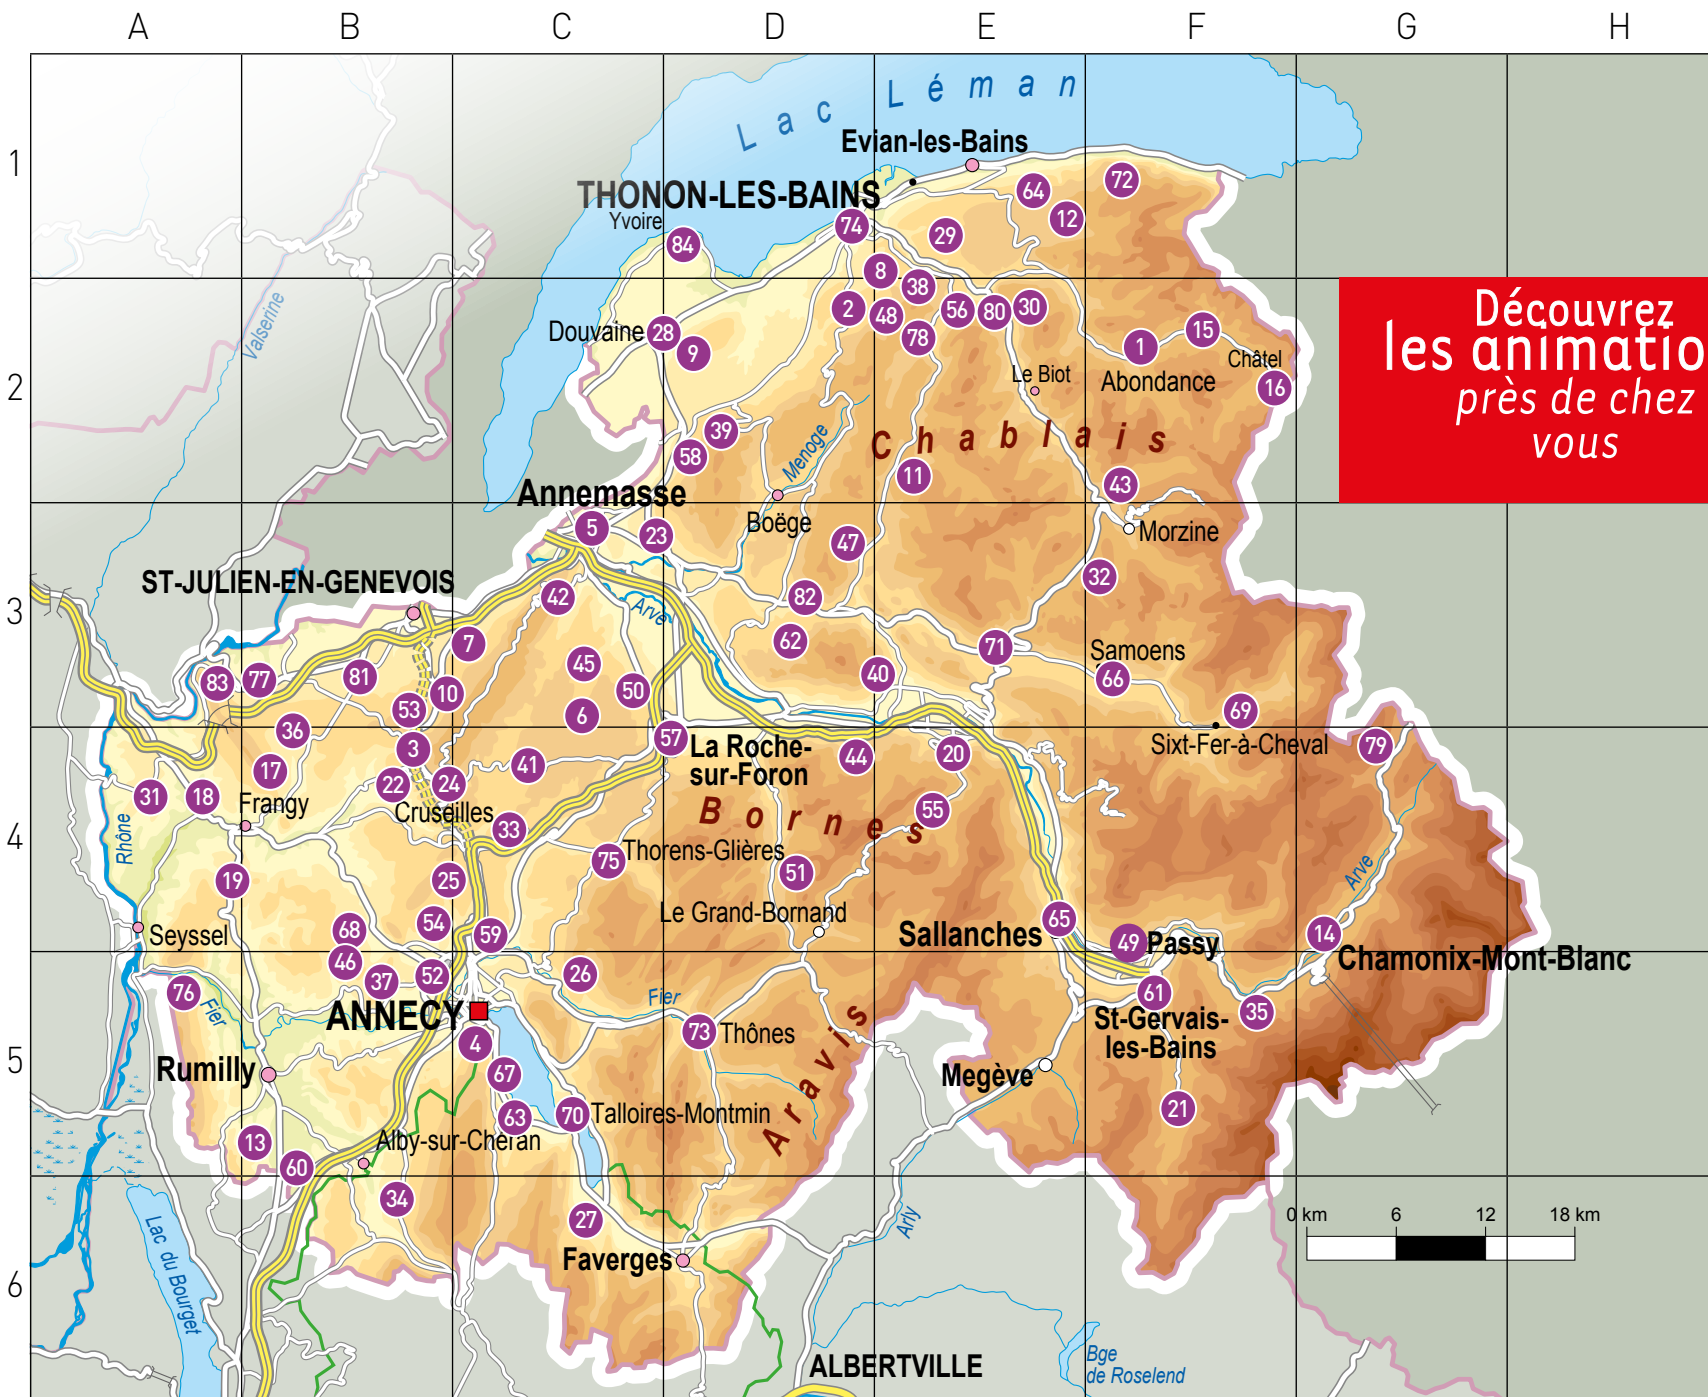 A B C D E F G H
1
2
3
4
5
6
Lac Léman
Evian-les-Bains
THONON-LES-BAINS
Yvoire
72
64
12
74
29
84
Valserine
8
38
2
48
56
80
30
78
Douvaine
28
9
1
15
Châtel
16
Le Biot
Abondance
Découvrez
les animatio
près de chez
vous
39
58
Menoge
Chablais
11
43
Annemasse
5
23
Boëge
47
Morzine
32
ST-JULIEN-EN-GENEVOIS
42
Arve
82
62
7
71
Samoens
66
83
77
81
10
53
45
50
6
40
69
Sixt-Fer-à-Cheval
79
36
3
57
La Roche-
sur-Foron
44
20
17
41
22
24
31
18
Frangy
Cruseilles
33
Bornes
55
Rhône
75
Thorens-Glières
51
Arve
19
25
Le Grand-Bornand
68
54
59
Seyssel
Sallanches
65
49
Passy
14
Chamonix-Mont-Blanc
46
37
52
26
76
Fier
ANNECY
Fier
73
Thônes
61
35
St-Gervais-
les-Bains
4
Aravis
Rumilly
67
Megève
63
70
Talloires-Montmin
21
13
Alby-sur-Chéran
60
34
27
Lac du Bourget
Faverges
Arly
0 km 6 12 18 km
ALBERTVILLE
Bge
de Roselend